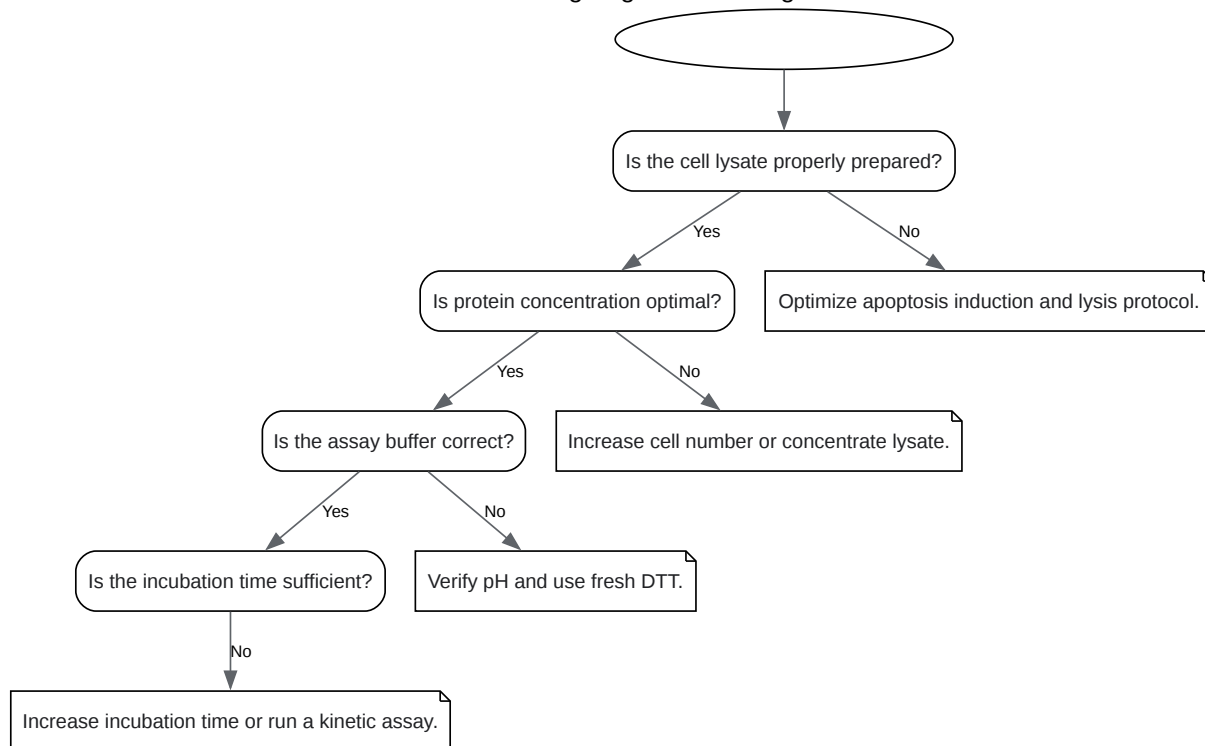 Is the cell lysate properly prepared?
Yes
No
Is protein concentration optimal?
Optimize apoptosis induction and lysis protocol.
Yes
No
Is the assay buffer correct?
Increase cell number or concentrate lysate.
Yes
No
Is the incubation time sufficient?
Verify pH and use fresh DTT.
No
Increase incubation time or run a kinetic assay.